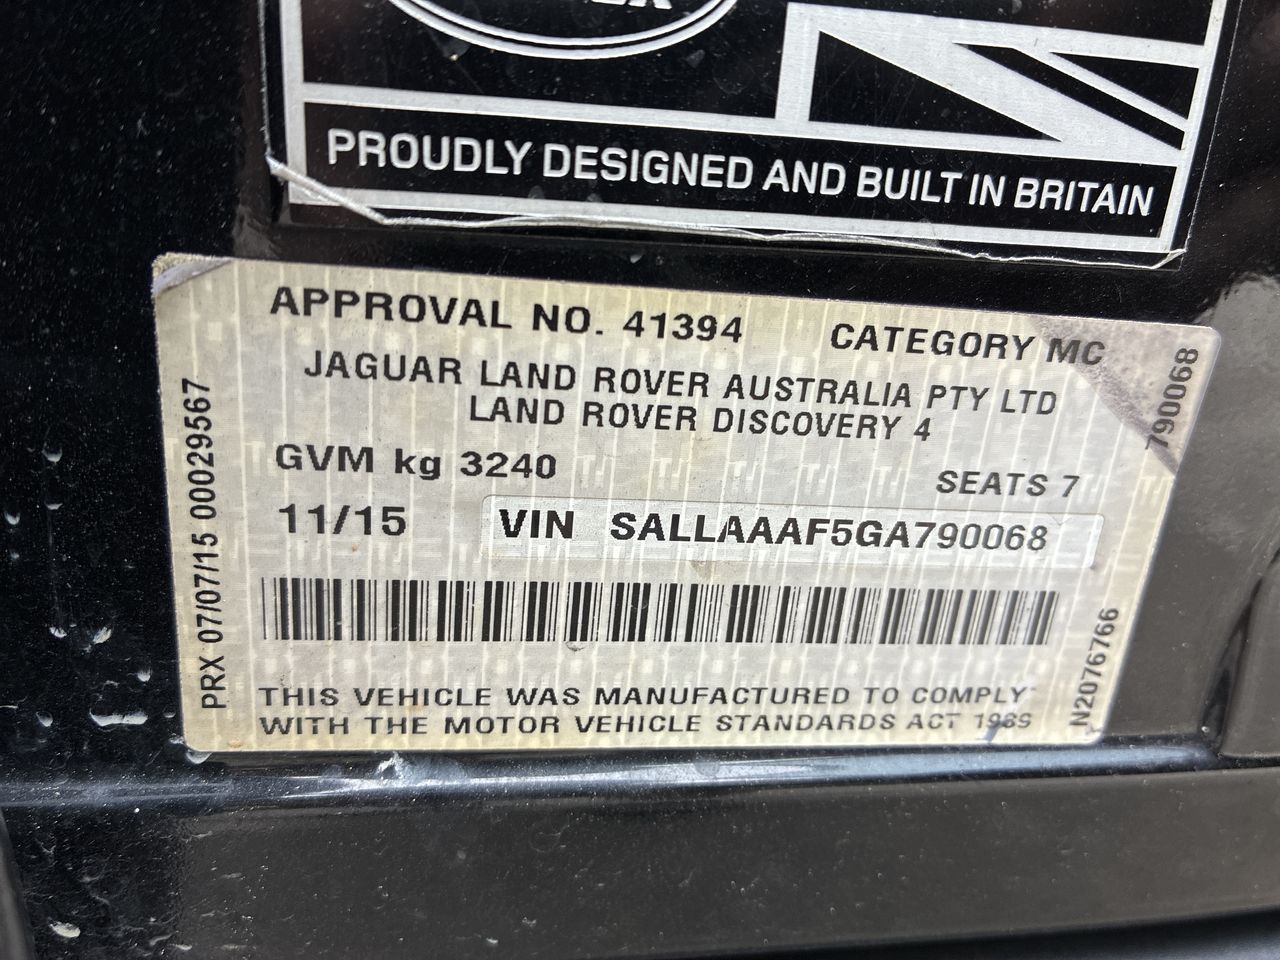 PROUDLY DESIGNED AND BUILT IN BRITAIN
APPROVAL NO. 41394 CATEGORY MC
JAGUAR LAND ROVER AUSTRALIA PTY LTD
LAND ROVER DISCOVERY 4
GVM kg 3240 SEATS 7
11/15 VIN SALLAAAF5GA790068
THIS VEHICLE WAS MANUFACTURED TO COMPLY
WITH THE MOTOR VEHICLE STANDARDS ACT 1989
PRX 07/07/15 00029567
7900068
N2076766